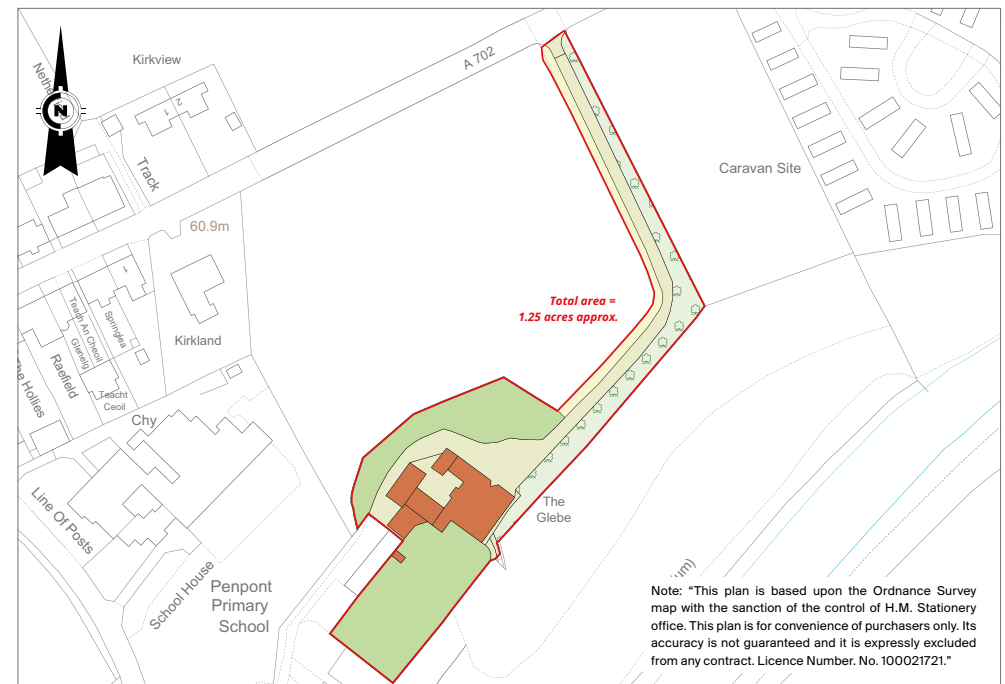 Kirkview
A 702
N
2
1
Track
Caravan Site
60.9m
1
Teach An Cheoil
Glenelg
Springlea
Kirkland
The Hollies
Raefield
Teacht
Ceoil
Chy
Total area =
1.25 acres approx.
Line Of Posts
School House
Penpont
Primary
School
The
Glebe
um)
Note: “This plan is based upon the Ordnance Survey
map with the sanction of the control of H.M. Stationery
office. This plan is for convenience of purchasers only. Its
accuracy is not guaranteed and it is expressly excluded
from any contract. Licence Number. No. 100021721.”